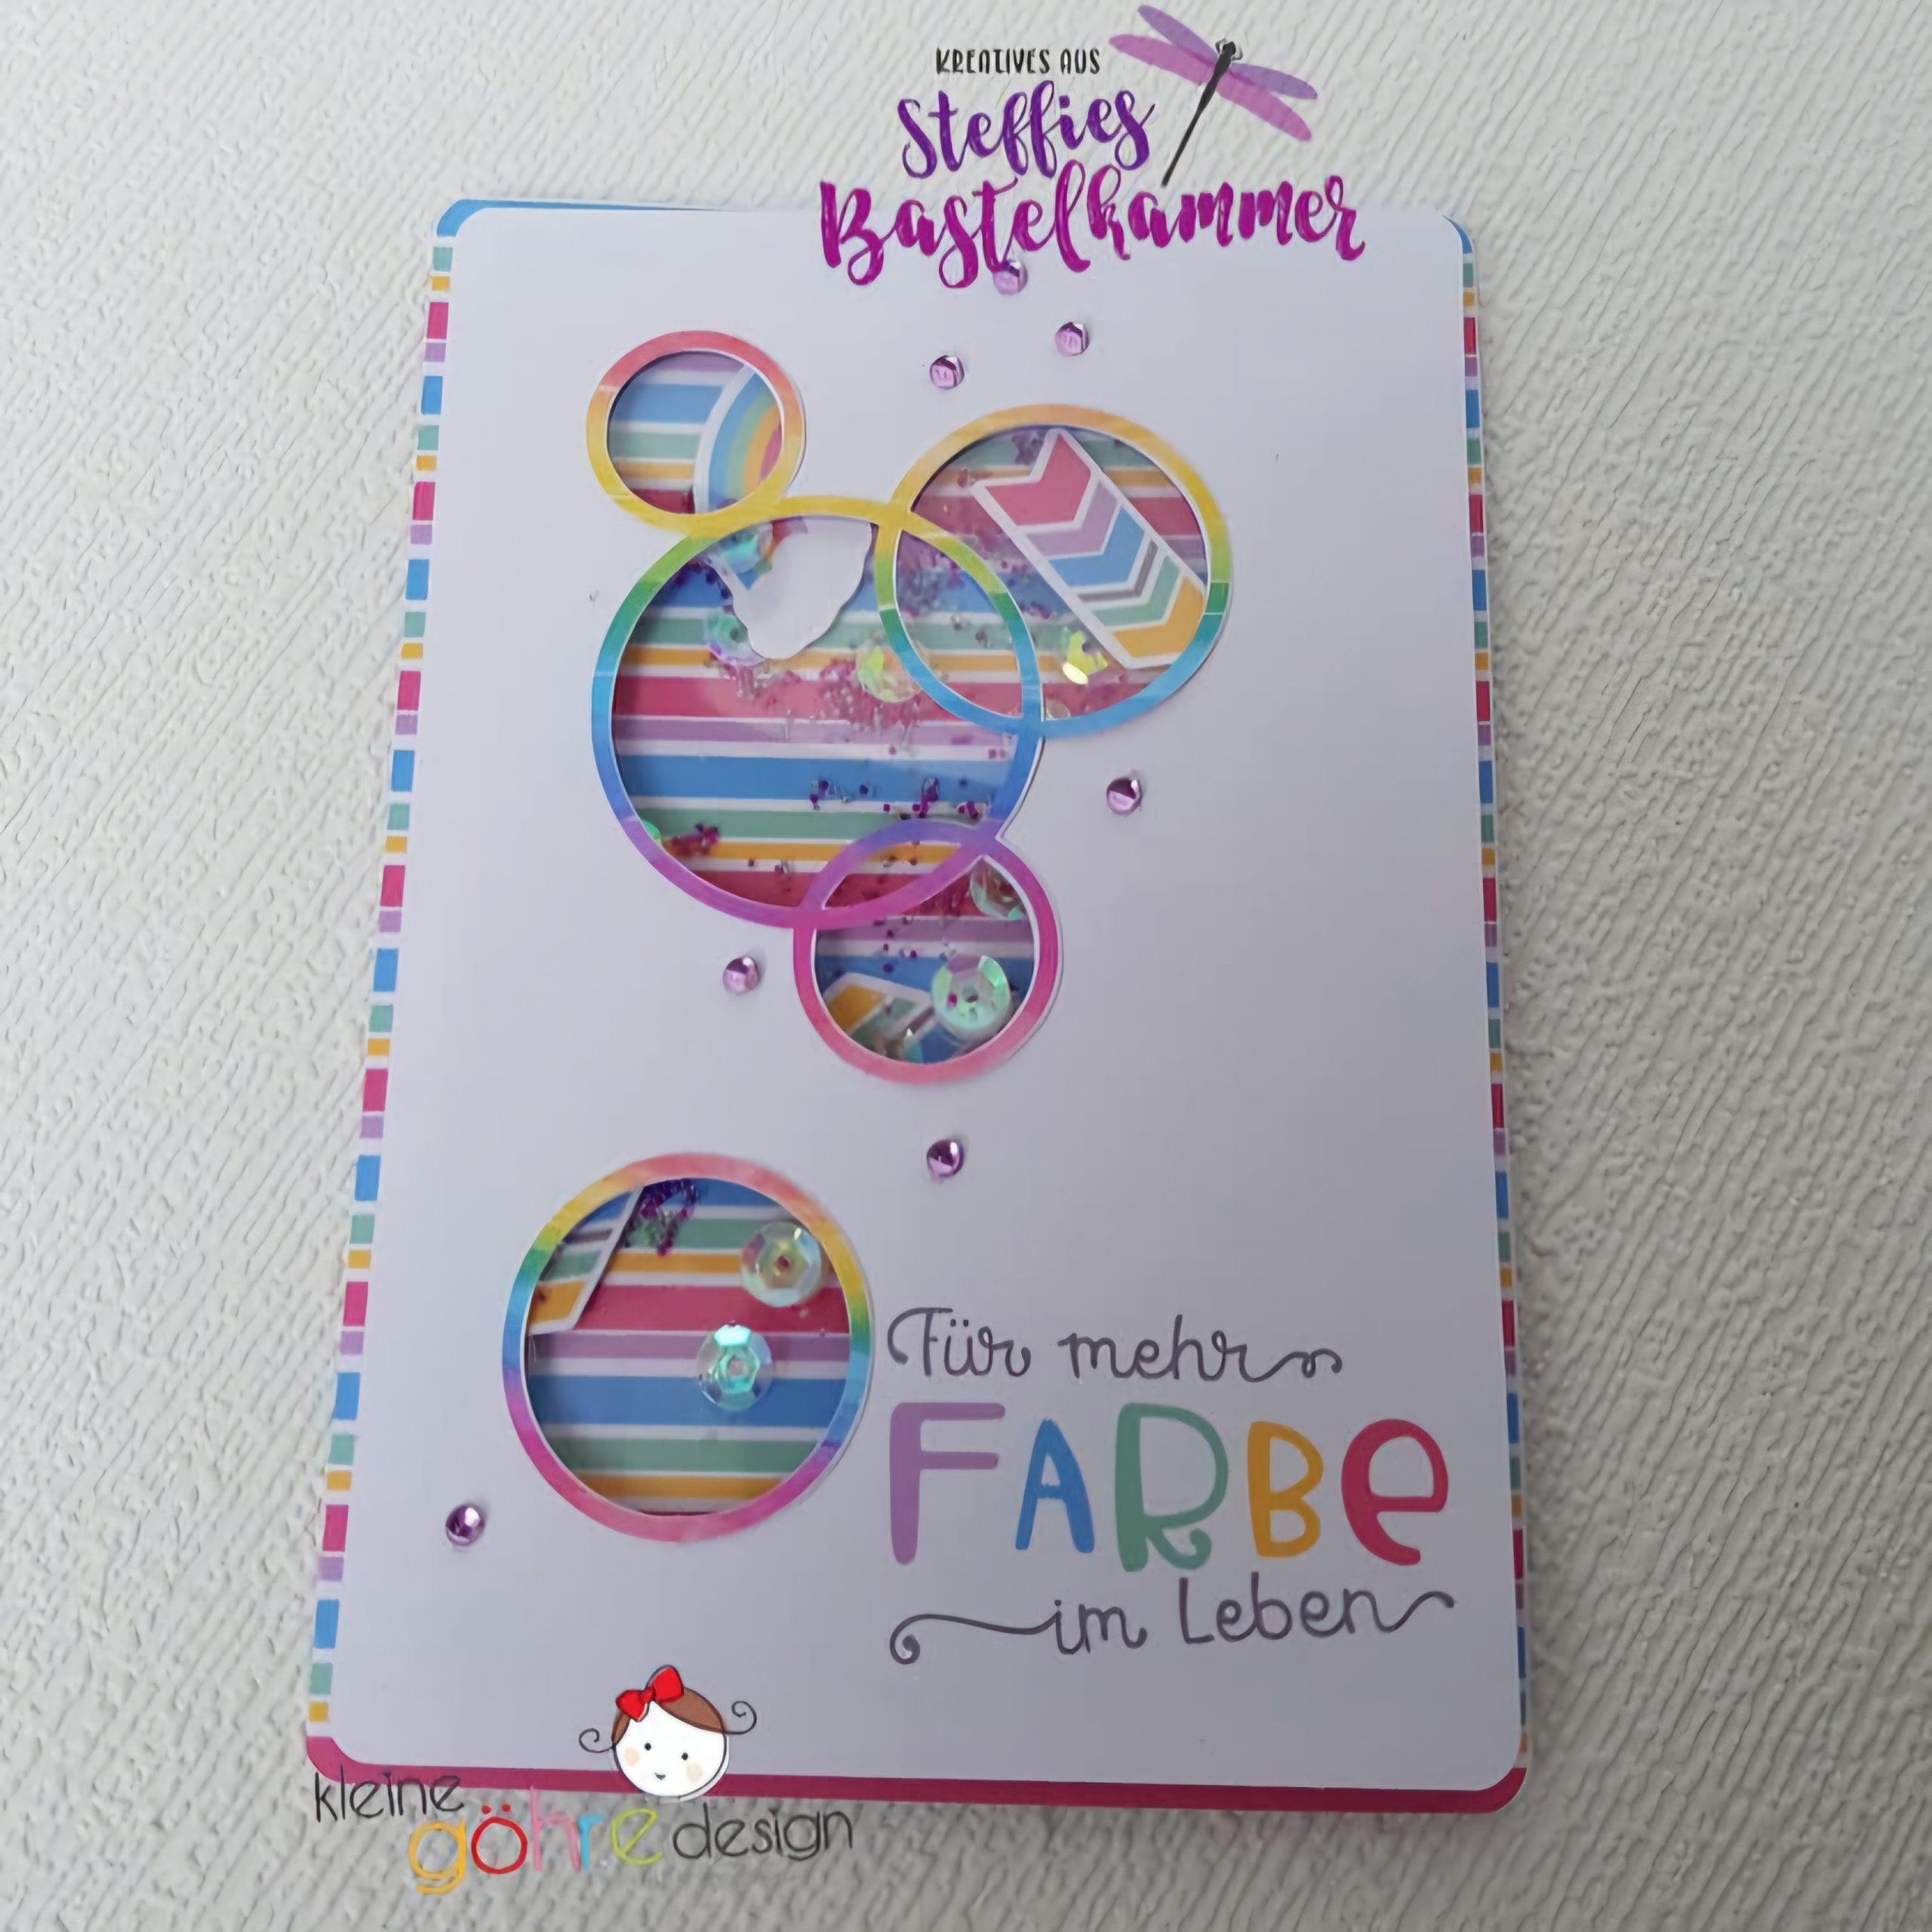 KREATIVES AUS
Steffies
Bastelkammer
Für mehr
FARBe
im Leben
kleine
göhre design